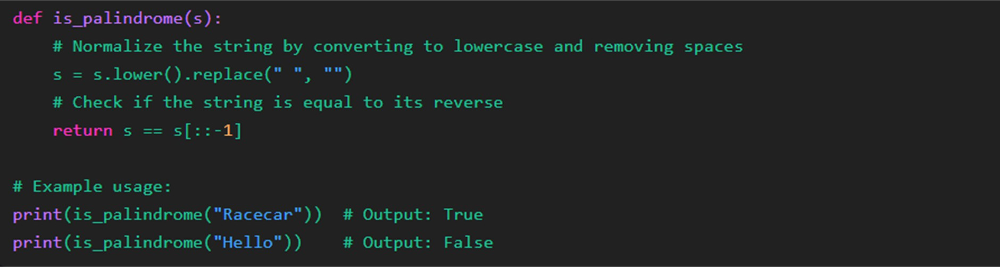 def is_palindrome(s):
    # Normalize the string by converting to lowercase and removing spaces
    s = s.lower().replace(" ", "")
    # Check if the string is equal to its reverse
    return s == s[::-1]

# Example usage:
print(is_palindrome("Racecar"))  # Output: True
print(is_palindrome("Hello"))    # Output: False